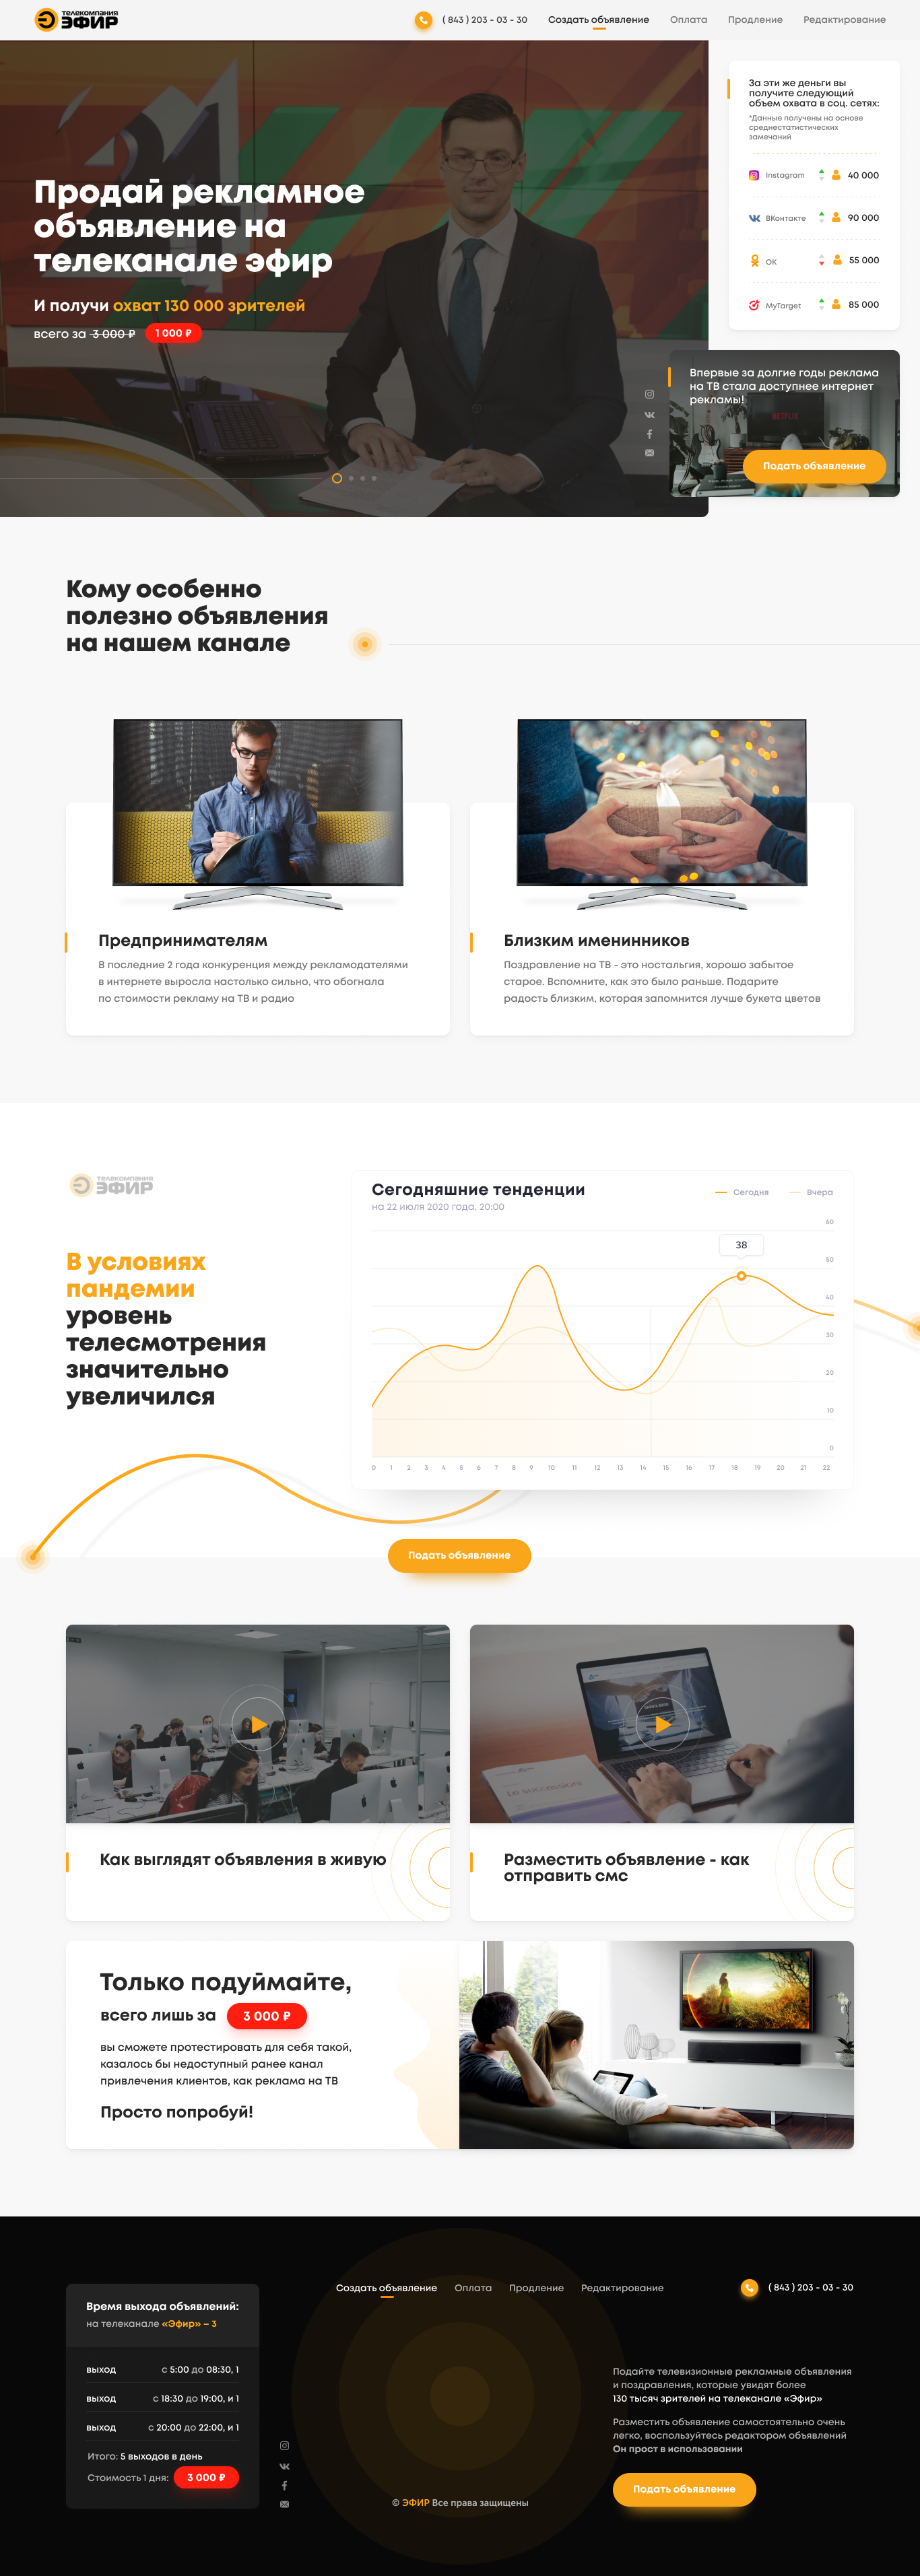 телекомпания
ЭФИР
( 843 ) 203 - 03 - 30
Создать объявление
Оплата
Продление
Редактирование
Продай рекламное
объявление на
телеканале эфир
И получи охват 130 000 зрителей
всего за 3 000 ₽ 1 000 ₽
За эти же деньги вы
получите следующий
объем охвата в соц. сетях:
*Данные получены на основе
среднестатистических
замечаний
Instagram 40 000
ВКонтакте 90 000
ОК 55 000
MyTarget 85 000
Впервые за долгие годы реклама
на ТВ стала доступнее интернет
рекламы!
NETFLIX
Подать объявление
Кому особенно
полезно объявления
на нашем канале
Предпринимателям
В последние 2 года конкуренция между рекламодателями
в интернете выросла настолько сильно, что обогнала
по стоимости рекламу на ТВ и радио
Близким именинников
Поздравление на ТВ - это ностальгия, хорошо забытое
старое. Вспомните, как это было раньше. Подарите
радость близким, которая запомнится лучше букета цветов
телекомпания
ЭФИР
В условиях
пандемии
уровень
телесмотрения
значительно
увеличился
Сегодняшние тенденции
на 22 июля 2020 года, 20:00
Сегодня
Вчера
60
38
50
40
30
20
10
0
0 1 2 3 4 5 6 7 8 9 10 11 12 13 14 15 16 17 18 19 20 21 22
Подать объявление
Как выглядят объявления в живую
Разместить объявление - как
отправить смс
Только подуймайте,
всего лишь за 3 000 ₽
вы сможете протестировать для себя такой,
казалось бы недоступный ранее канал
привлечения клиентов, как реклама на ТВ
Просто попробуй!
Создать объявление
Оплата
Продление
Редактирование
( 843 ) 203 - 03 - 30
Время выхода объявлений:
на телеканале «Эфир» – 3
выход с 5:00 до 08:30, 1
выход с 18:30 до 19:00, и 1
выход с 20:00 до 22:00, и 1
Итого: 5 выходов в день
Стоимость 1 дня: 3 000 ₽
Подайте телевизионные рекламные объявления
и поздравления, которые увидят более
130 тысяч зрителей на телеканале «Эфир»
Разместить объявление самостоятельно очень
легко, воспользуйтесь редактором объявлений
Он прост в использовании
Подать объявление
© ЭФИР Все права защищены